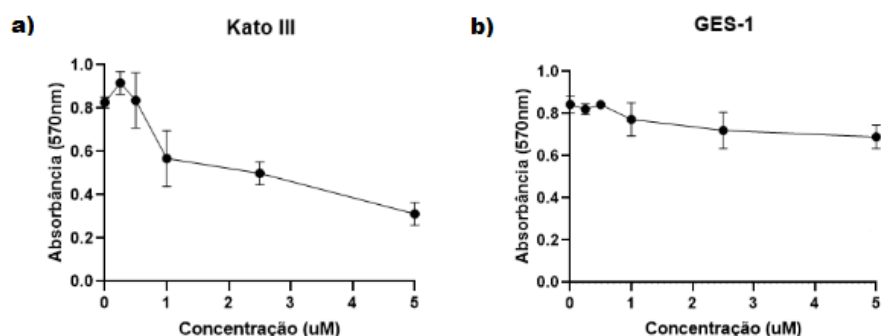 a)
Kato III
Absorbância (570nm)
1.0
0.8
0.6
0.4
0.2
0.0
0 1 2 3 4 5
Concentração (uM)
b)
GES-1
Absorbância (570nm)
1.0
0.8
0.6
0.4
0.2
0.0
0 1 2 3 4 5
Concentração (uM)